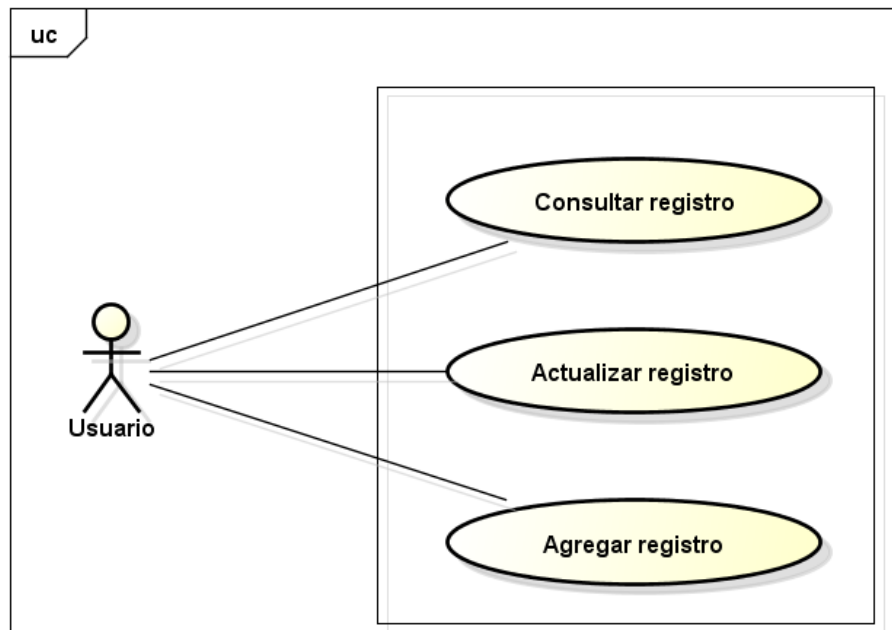 uc
Consultar registro
Actualizar registro
Usuario
Agregar registro